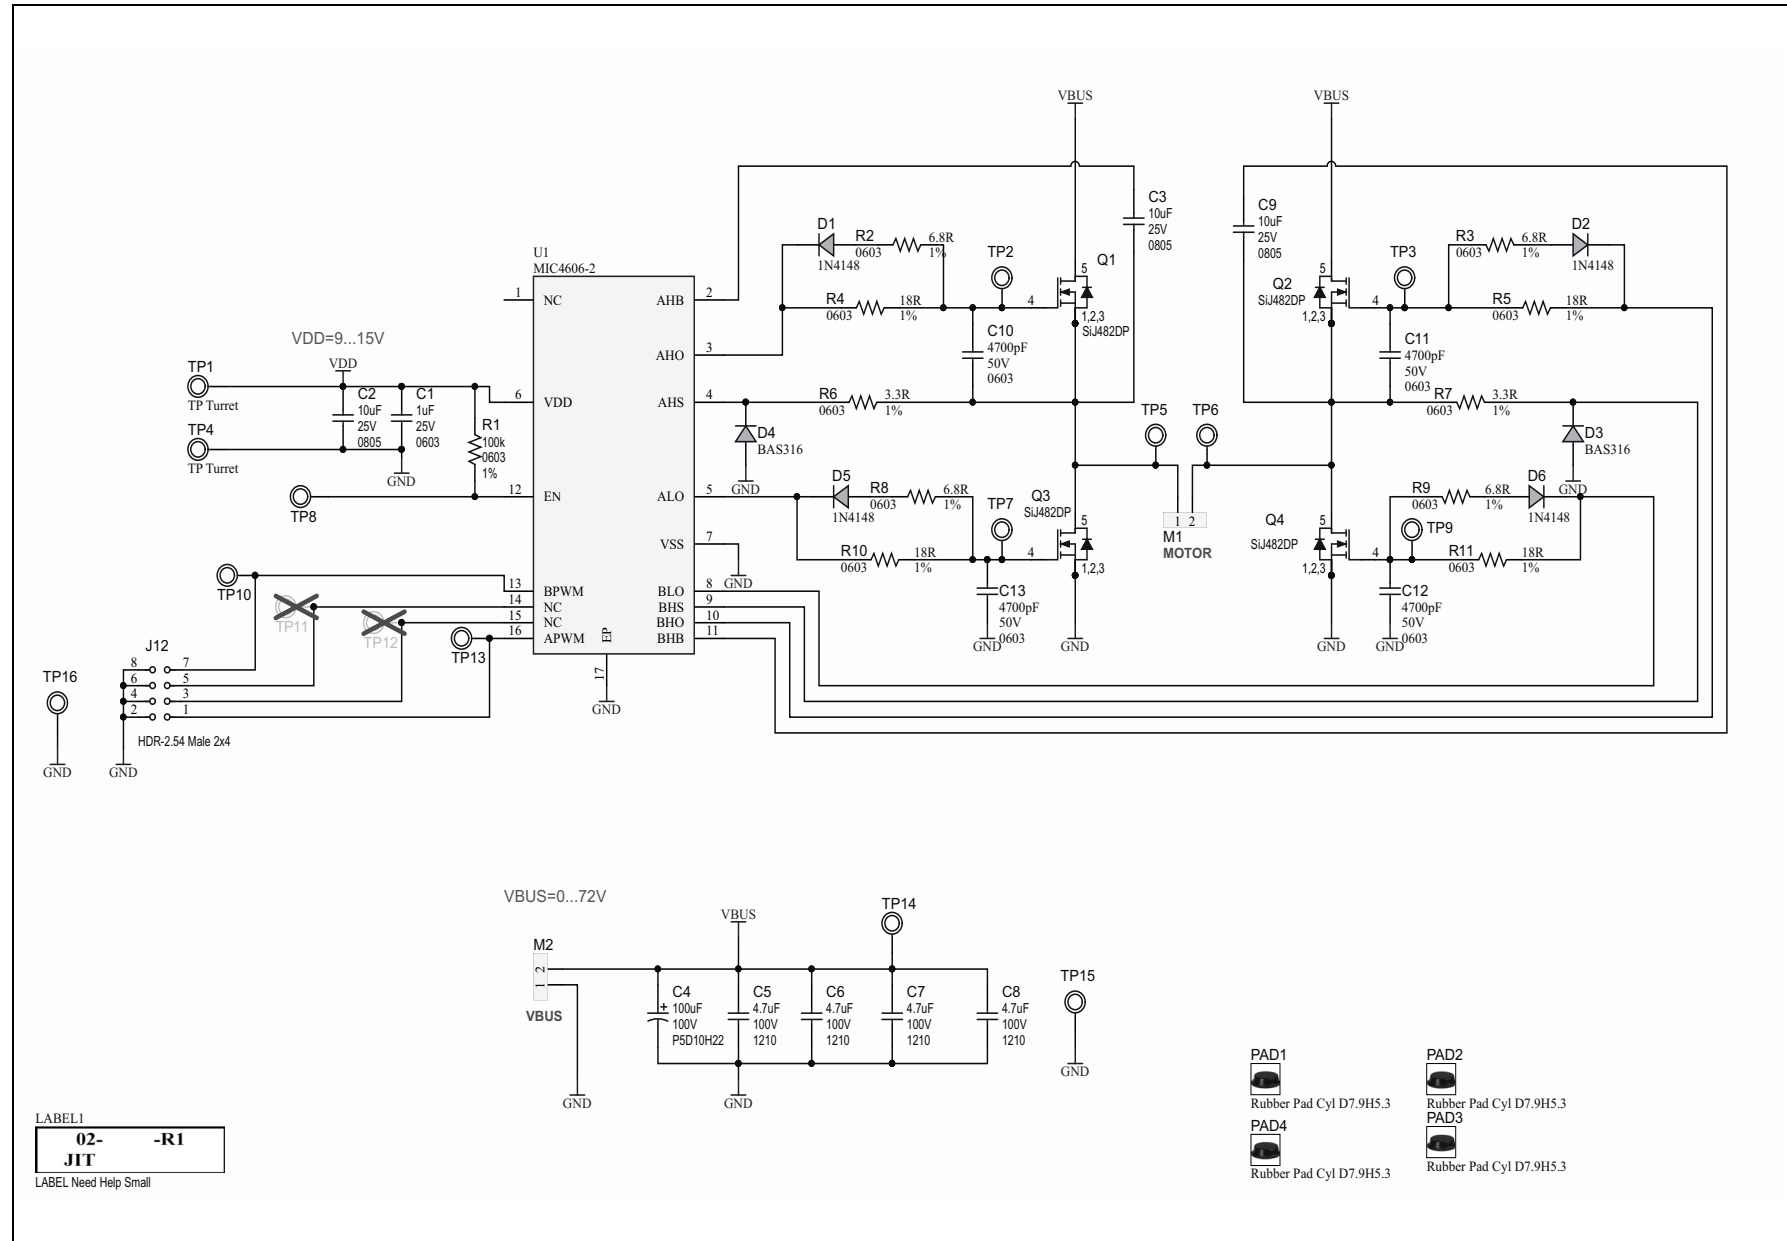 VBUS
VBUS
C3
10uF
25V
0805
C9
10uF
25V
0805
D1
1N4148
R2
0603
6.8R
1%
TP2
5
Q1
4
1,2,3
SiJ482DP
Q2
SiJ482DP
5
1,2,3
4
TP3
R3
0603
6.8R
1%
D2
1N4148
U1
MIC4606-2
1
NC
AHB
2
R4
0603
18R
1%
C10
4700pF
50V
0603
C11
4700pF
50V
0603
R5
0603
18R
1%
VDD=9...15V
VDD
AHO
3
TP1
TP Turret
C2
10uF
25V
0805
C1
1uF
25V
0603
6
VDD
AHS
4
R6
0603
3.3R
1%
R7
0603
3.3R
1%
TP4
TP Turret
GND
R1
100k
0603
1%
D4
BAS316
GND
TP5
TP6
D3
BAS316
GND
TP8
12
EN
ALO
5
D5
1N4148
R8
0603
6.8R
1%
TP7
Q3
SiJ482DP
5
4
1,2,3
1 2
M1
MOTOR
Q4
SiJ482DP
5
4
1,2,3
R9
0603
6.8R
1%
D6
1N4148
TP9
VSS
7
GND
R10
0603
18R
1%
R11
0603
18R
1%
TP10
13
BPWM
BLO
8
C13
4700pF
50V
0603
GND
GND
GND
C12
4700pF
50V
0603
GND
TP11
14
NC
BHS
9
TP12
15
NC
BHO
10
TP13
16
APWM
BHB
11
EP
17
GND
J12
8 7
6 5
4 3
2 1
HDR-2.54 Male 2x4
GND
TP16
GND
VBUS=0...72V
VBUS
TP14
M2
2
1
VBUS
GND
C4
+
100uF
100V
P5D10H22
C5
4.7uF
100V
1210
C6
4.7uF
100V
1210
C7
4.7uF
100V
1210
C8
4.7uF
100V
1210
GND
TP15
GND
PAD1
Rubber Pad Cyl D7.9H5.3
PAD2
Rubber Pad Cyl D7.9H5.3
PAD4
Rubber Pad Cyl D7.9H5.3
PAD3
Rubber Pad Cyl D7.9H5.3
LABEL1
02- -R1
JIT
LABEL Need Help Small